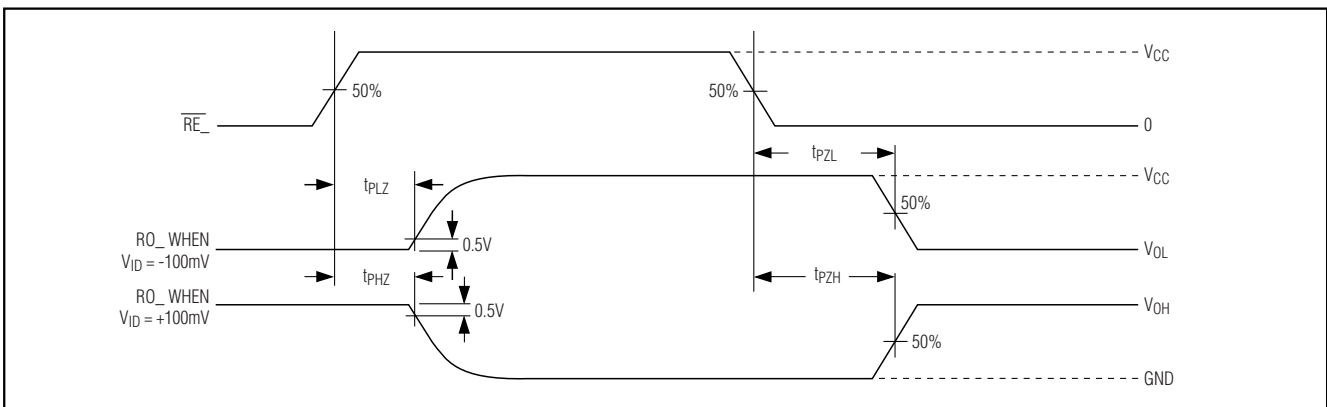 V_CC
50%
50%
RE_
0
t_PZL
V_CC
t_PLZ
50%
RO_ WHEN
V_ID = -100mV
0.5V
V_OL
t_PHZ
t_PZH
RO_ WHEN
V_ID = +100mV
0.5V
V_OH
50%
GND